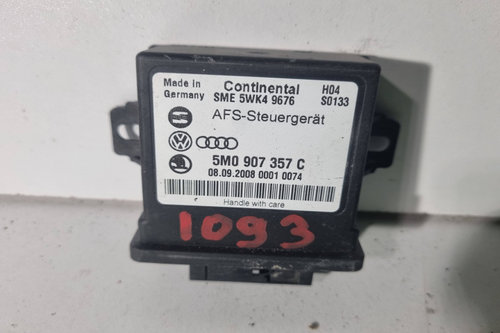 Made in Germany
Continental
SME 5WK4 9676
H04
S0133
AFS-Steuergerät
5M0 907 357 C
08.09.2008 0001 0074
Handle with care
1093